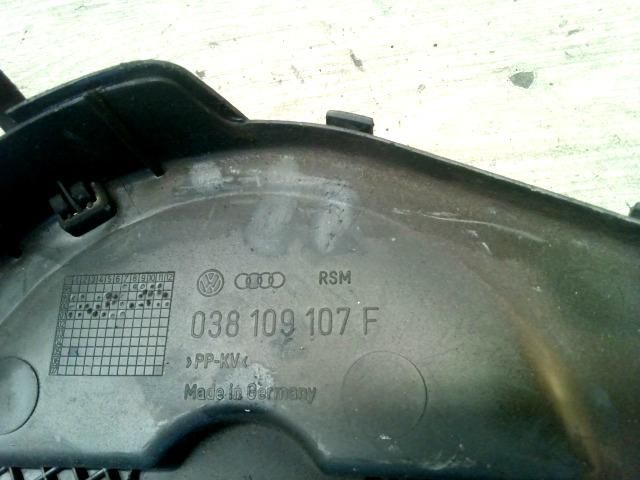 RSM
038 109 107 F
>PP-KV<
Made in Germany